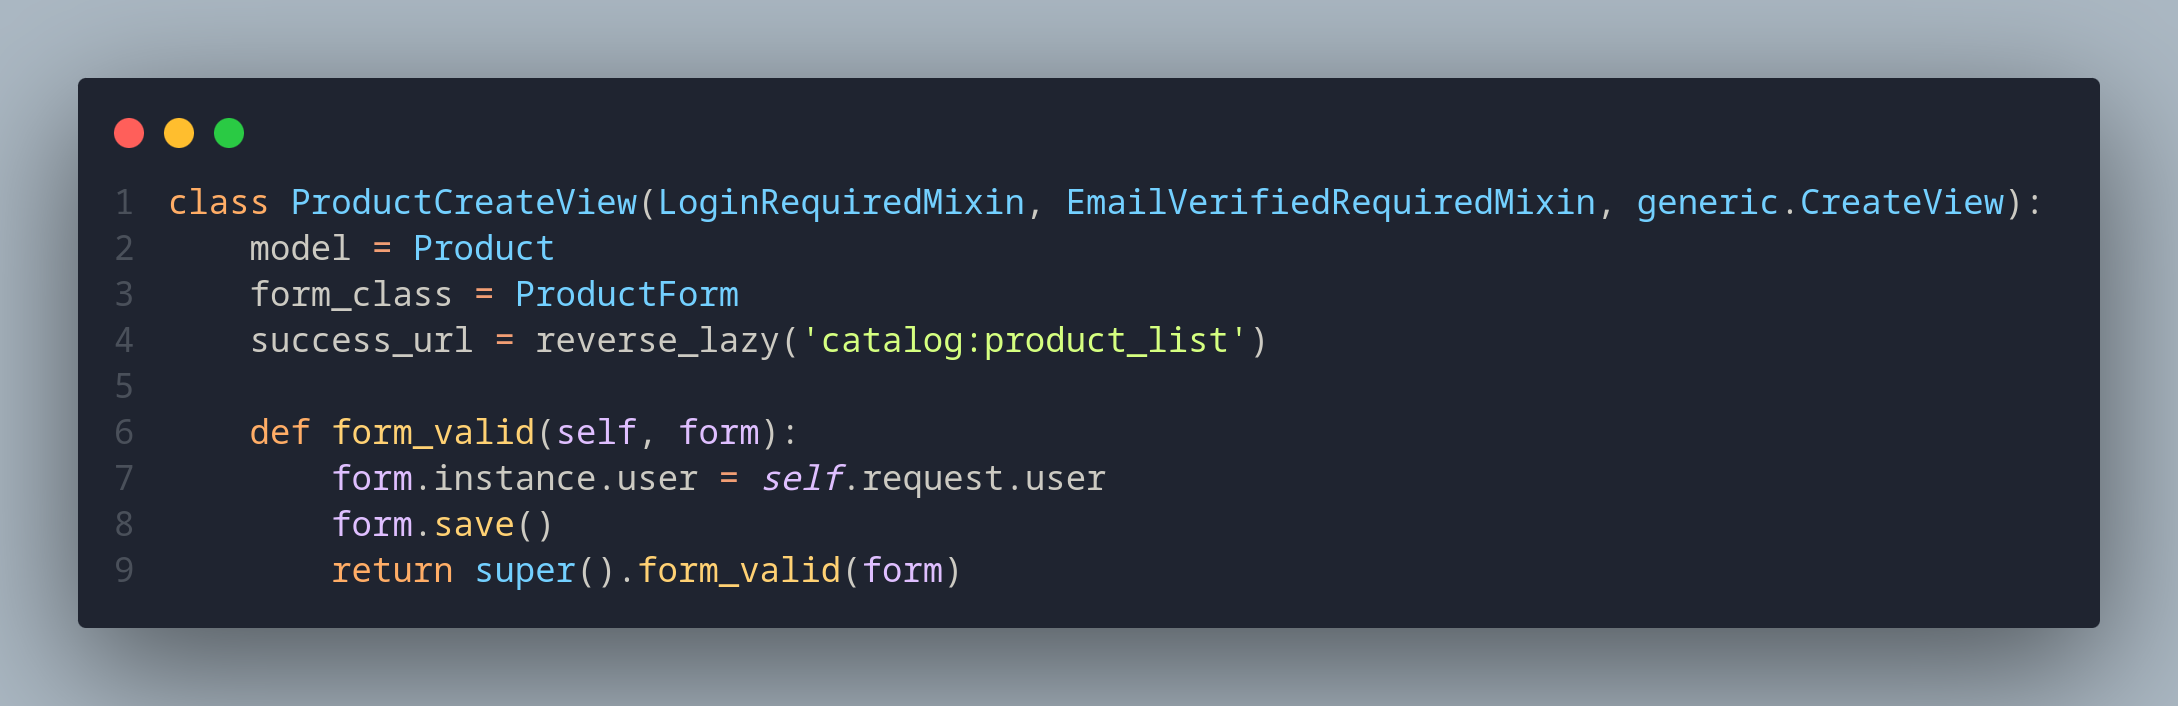 1 class ProductCreateView(LoginRequiredMixin, EmailVerifiedRequiredMixin, generic.CreateView):
2     model = Product
3     form_class = ProductForm
4     success_url = reverse_lazy('catalog:product_list')
5
6     def form_valid(self, form):
7         form.instance.user = self.request.user
8         form.save()
9         return super().form_valid(form)